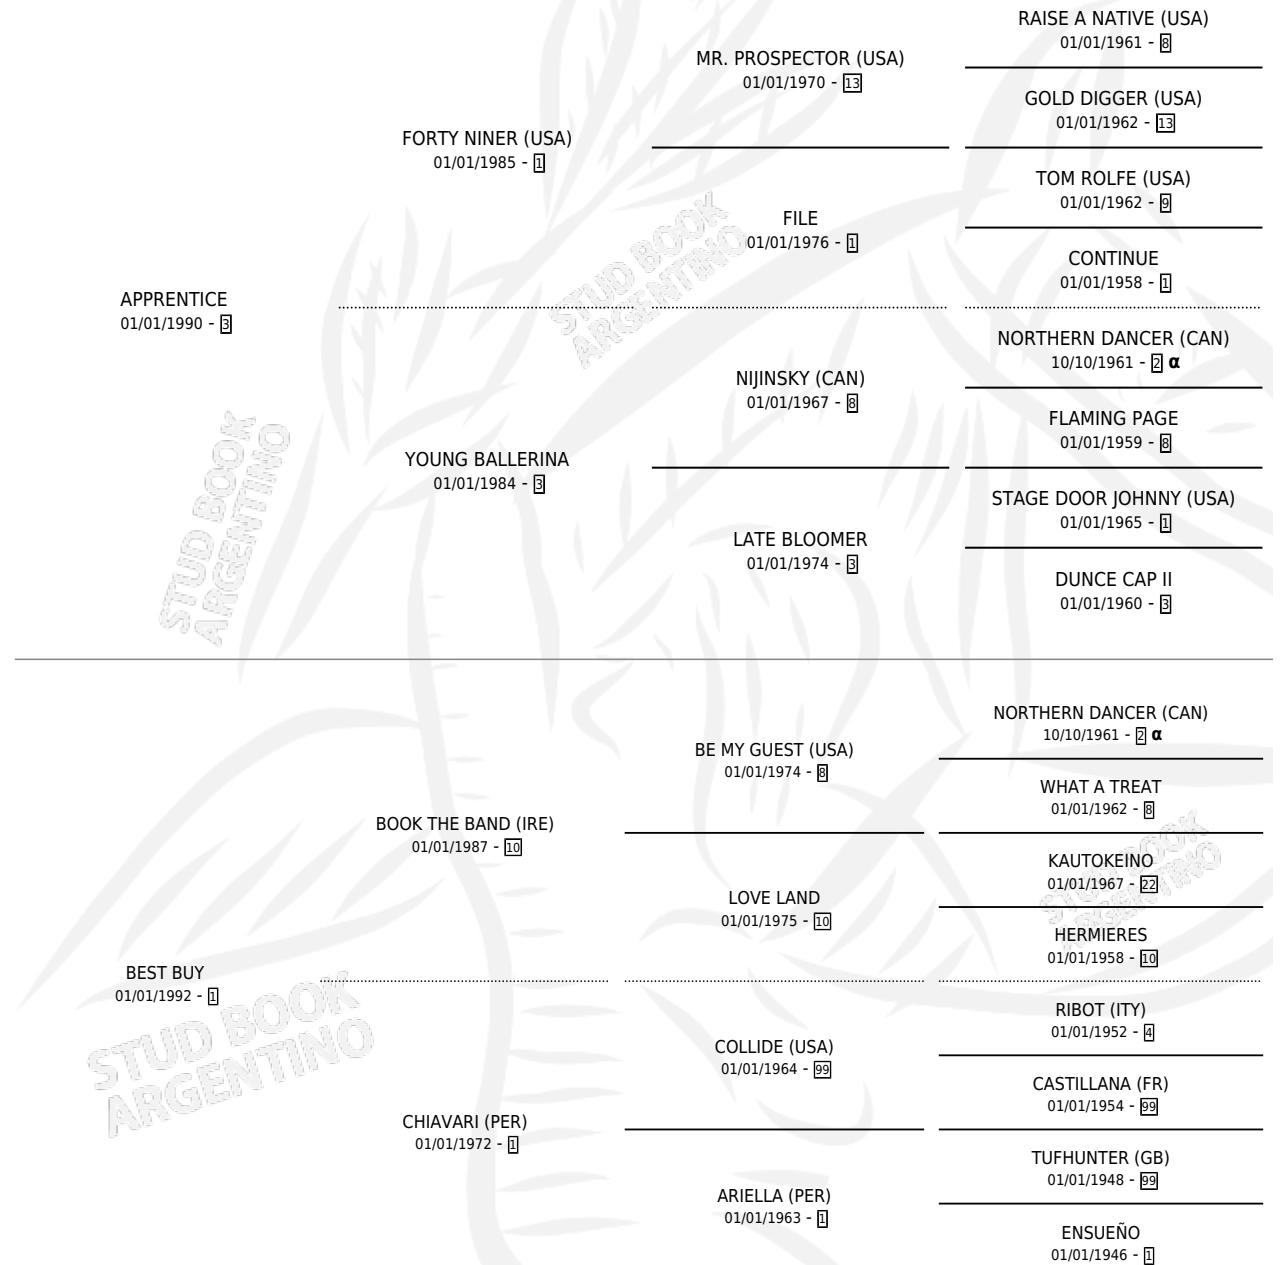 RAISE A NATIVE (USA)
01/01/1961 - 8
MR. PROSPECTOR (USA)
01/01/1970 - 13
GOLD DIGGER (USA)
01/01/1962 - 13
FORTY NINER (USA)
01/01/1985 - 1
TOM ROLFE (USA)
01/01/1962 - 9
FILE
01/01/1976 - 1
CONTINUE
01/01/1958 - 1
APPRENTICE
01/01/1990 - 3
NORTHERN DANCER (CAN)
10/10/1961 - 2 α
NIJINSKY (CAN)
01/01/1967 - 8
FLAMING PAGE
01/01/1959 - 8
YOUNG BALLERINA
01/01/1984 - 3
STAGE DOOR JOHNNY (USA)
01/01/1965 - 1
LATE BLOOMER
01/01/1974 - 3
DUNCE CAP II
01/01/1960 - 3
STUD BOOK
ARGENTINO
STUD BOOK
ARGENTINO
NORTHERN DANCER (CAN)
10/10/1961 - 2 α
BE MY GUEST (USA)
01/01/1974 - 8
WHAT A TREAT
01/01/1962 - 8
BOOK THE BAND (IRE)
01/01/1987 - 10
KAUTOKEINO
01/01/1967 - 22
LOVE LAND
01/01/1975 - 10
HERMIERES
01/01/1958 - 10
BEST BUY
01/01/1992 - 1
RIBOT (ITY)
01/01/1952 - 4
COLLIDE (USA)
01/01/1964 - 99
CASTILLANA (FR)
01/01/1954 - 99
CHIAVARI (PER)
01/01/1972 - 1
TUFHUNTER (GB)
01/01/1948 - 99
ARIELLA (PER)
01/01/1963 - 1
ENSUEÑO
01/01/1946 - 1
STUD BOOK
ARGENTINO
STUD BOOK
ARGENTINO